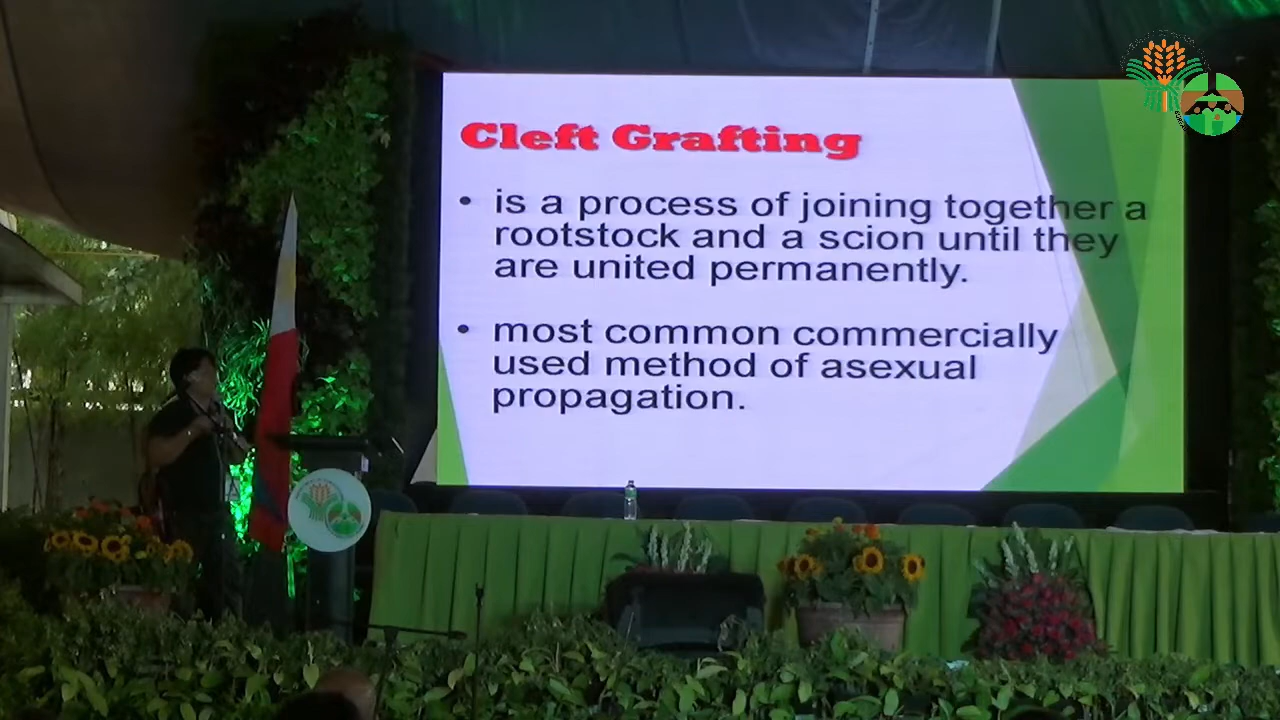 Cleft Grafting
• is a process of joining together a
rootstock and a scion until they
are united permanently.
• most common commercially
used method of asexual
propagation.